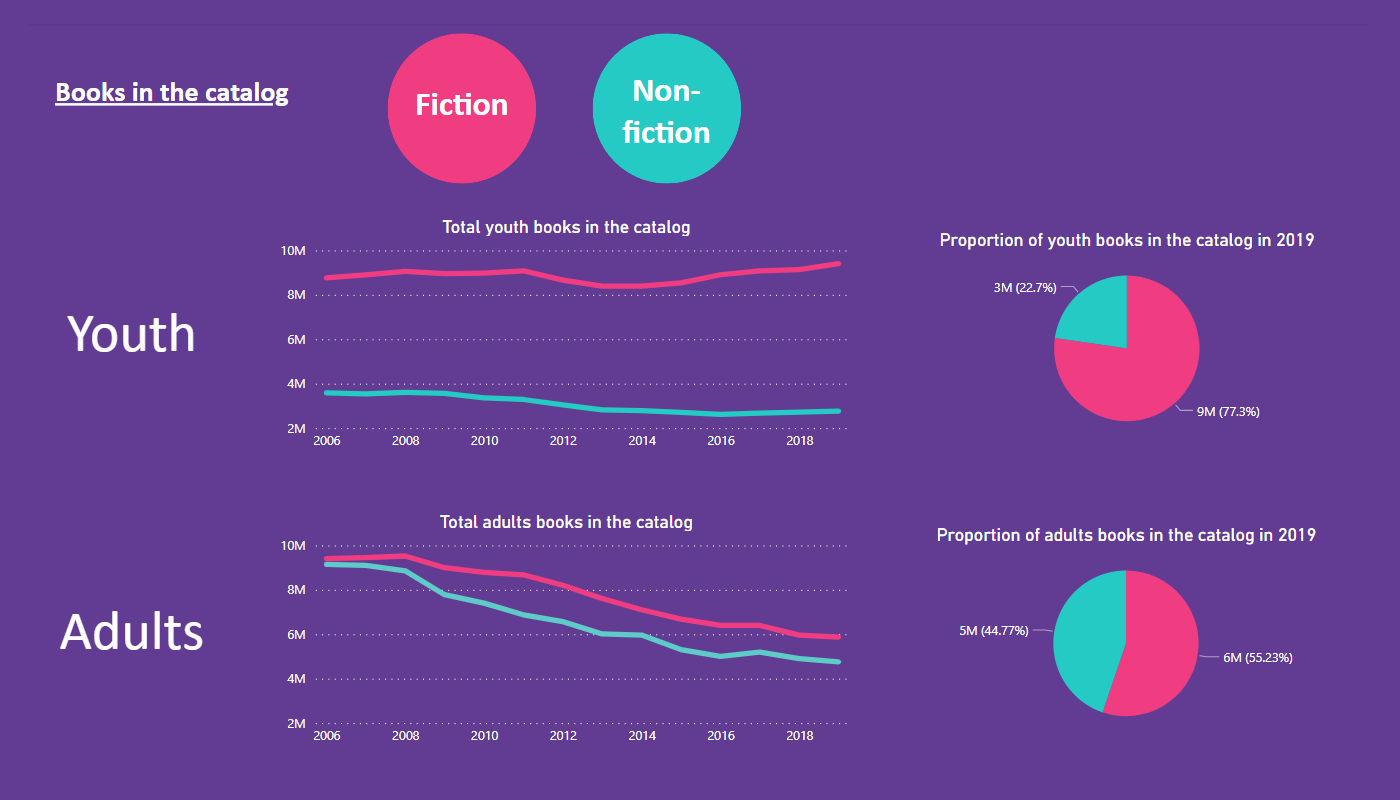 Books in the catalog
Fiction
Non-
fiction
Total youth books in the catalog
10M
8M
6M
4M
2M
2006 2008 2010 2012 2014 2016 2018
Youth
Proportion of youth books in the catalog in 2019
3M (22.7%)
9M (77.3%)
Total adults books in the catalog
10M
8M
6M
4M
2M
2006 2008 2010 2012 2014 2016 2018
Adults
Proportion of adults books in the catalog in 2019
5M (44.77%)
6M (55.23%)